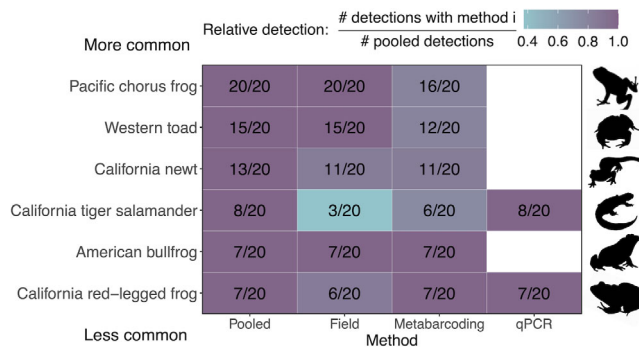 More common
Relative detection:
# detections with method i
# pooled detections
0.4 0.6 0.8 1.0
Pacific chorus frog 20/20 20/20 16/20
Western toad 15/20 15/20 12/20
California newt 13/20 11/20 11/20
California tiger salamander 8/20 3/20 6/20 8/20
American bullfrog 7/20 7/20 7/20
California red−legged frog 7/20 6/20 7/20 7/20
Pooled Field Metabarcoding qPCR
Less common
Method